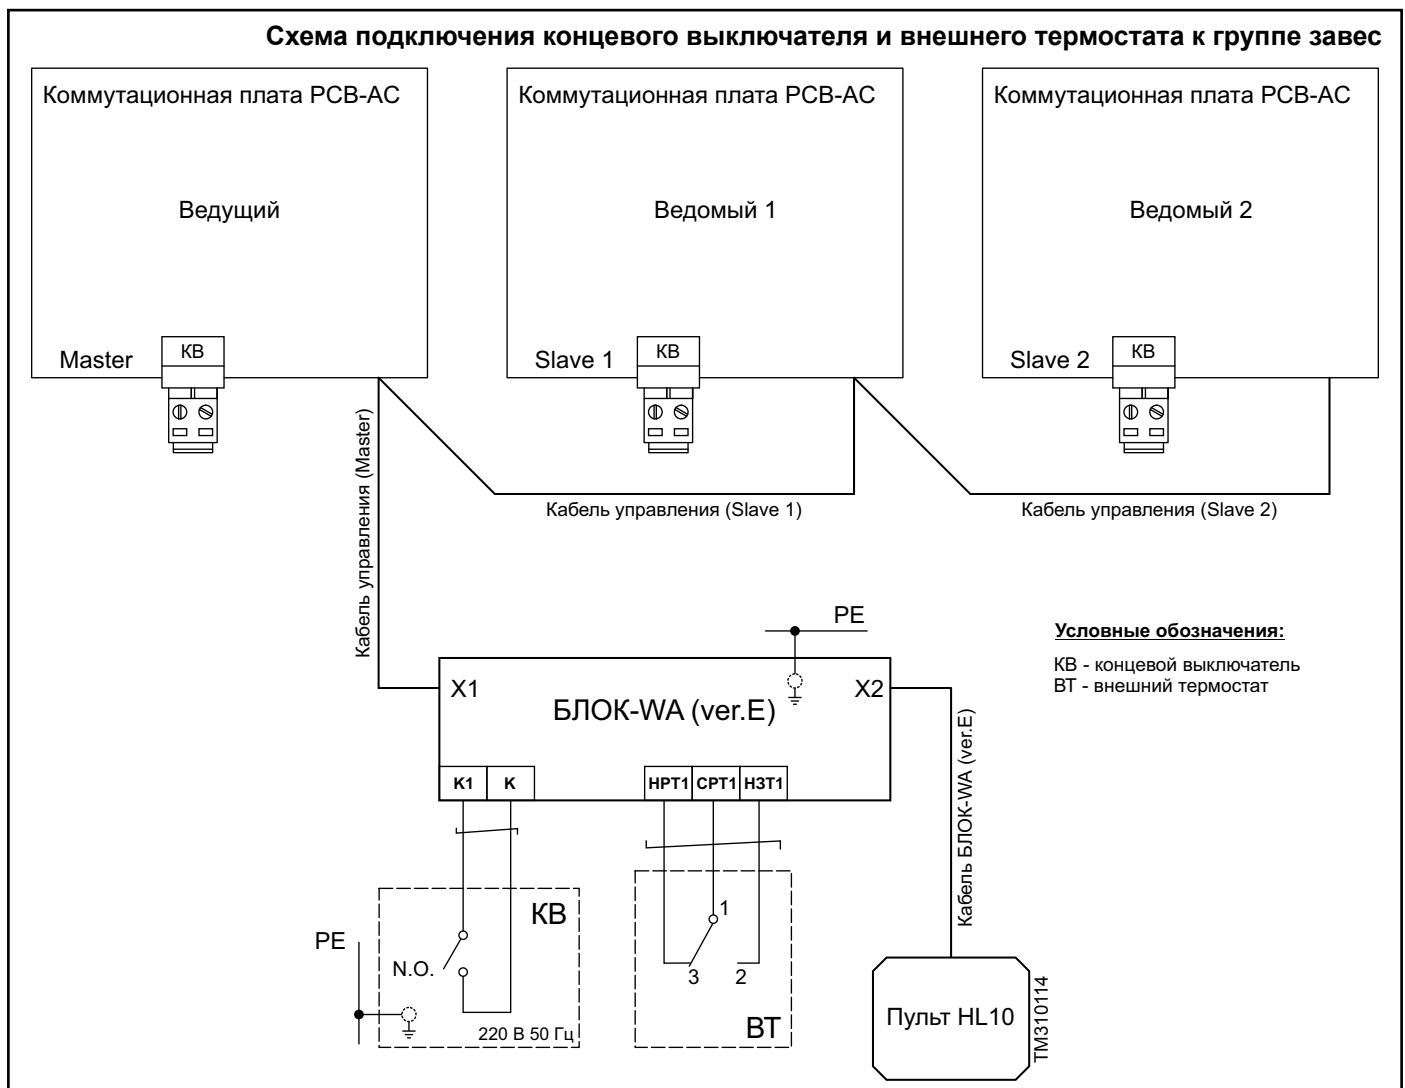 Схема подключения концевого выключателя и внешнего термостата к группе завес
Коммутационная плата PCB-AC
Ведущий
Master
КВ
Коммутационная плата PCB-AC
Ведомый 1
Slave 1
КВ
Коммутационная плата PCB-AC
Ведомый 2
Slave 2
КВ
Кабель управления (Master)
Кабель управления (Slave 1)
Кабель управления (Slave 2)
PE
Условные обозначения:
КВ - концевой выключатель
ВТ - внешний термостат
X1
БЛОК-WA (ver.E)
X2
К1
К
НРТ1
СРТ1
НЗТ1
Кабель БЛОК-WA (ver.E)
КВ
PE
N.O.
220 В 50 Гц
1
3
2
ВТ
Пульт HL10
TM310114